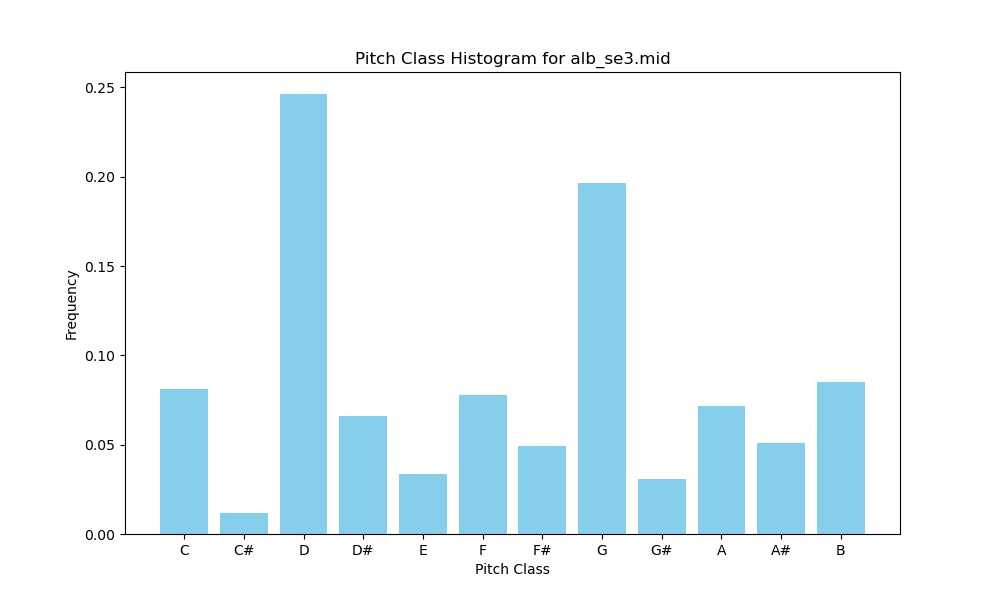 Pitch Class Histogram for alb_se3.mid
0.25
0.20
0.15
0.10
0.05
0.00
Frequency
C C# D D# E F F# G G# A A# B
Pitch Class